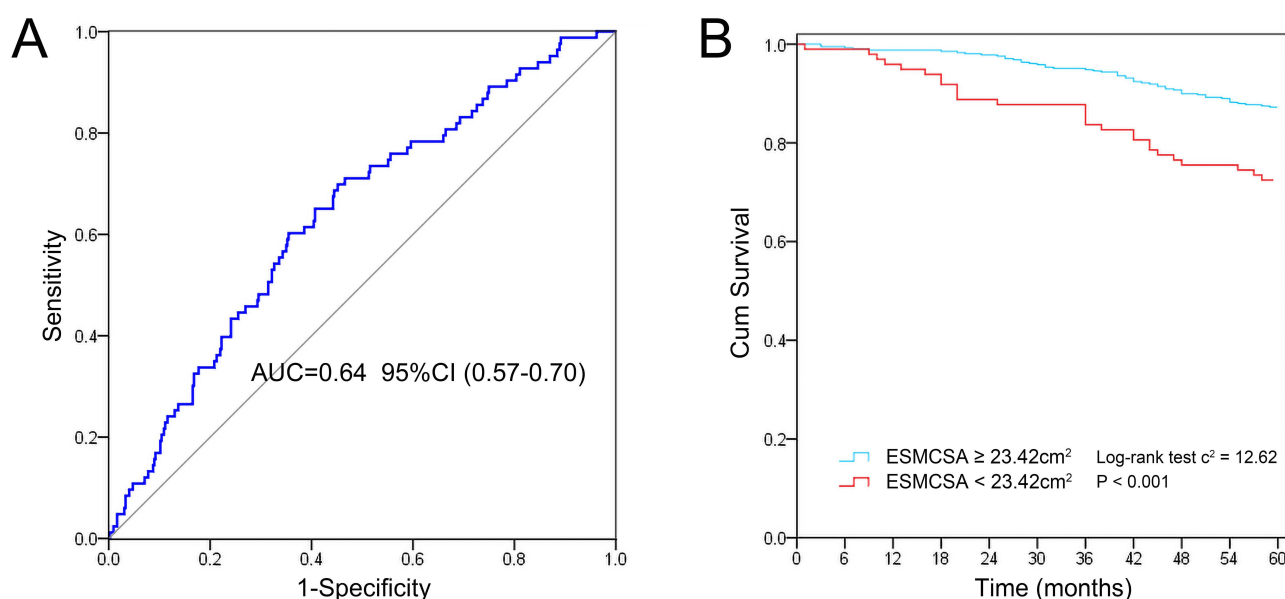 A
1.0
0.8
0.6
0.4
0.2
0.0
Sensitivity
AUC=0.64 95%CI (0.57-0.70)
0.0 0.2 0.4 0.6 0.8 1.0
1-Specificity
B
1.0
0.8
0.6
0.4
0.2
0.0
Cum Survival
ESMCSA ≥ 23.42cm² Log-rank test c² = 12.62
ESMCSA < 23.42cm² P < 0.001
0 6 12 18 24 30 36 42 48 54 60
Time (months)